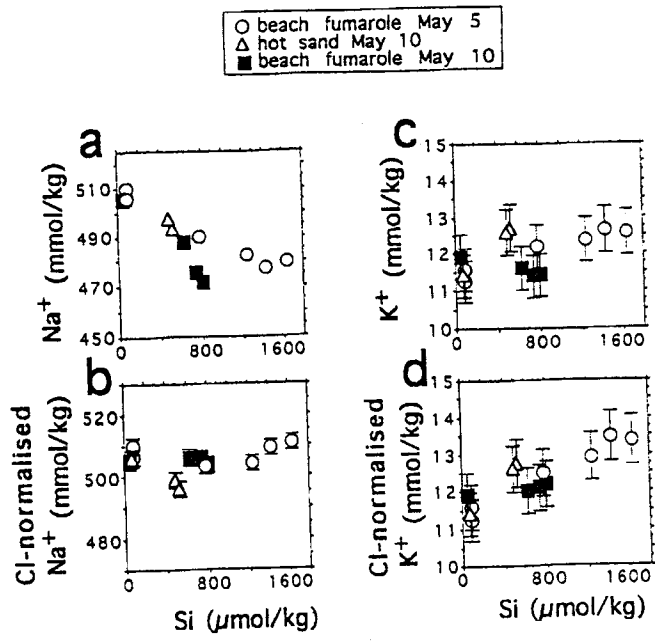 beach fumarole May 5
hot sand May 10
beach fumarole May 10
a
Na+ (mmol/kg)
510
490
470
450
0 800 1600
b
Cl-normalised
Na+ (mmol/kg)
520
500
480
0 800 1600
Si (μmol/kg)
c
K+ (mmol/kg)
15
14
13
12
11
10
0 800 1600
d
Cl-normalised
K+ (mmol/kg)
15
14
13
12
11
10
0 800 1600
Si (μmol/kg)